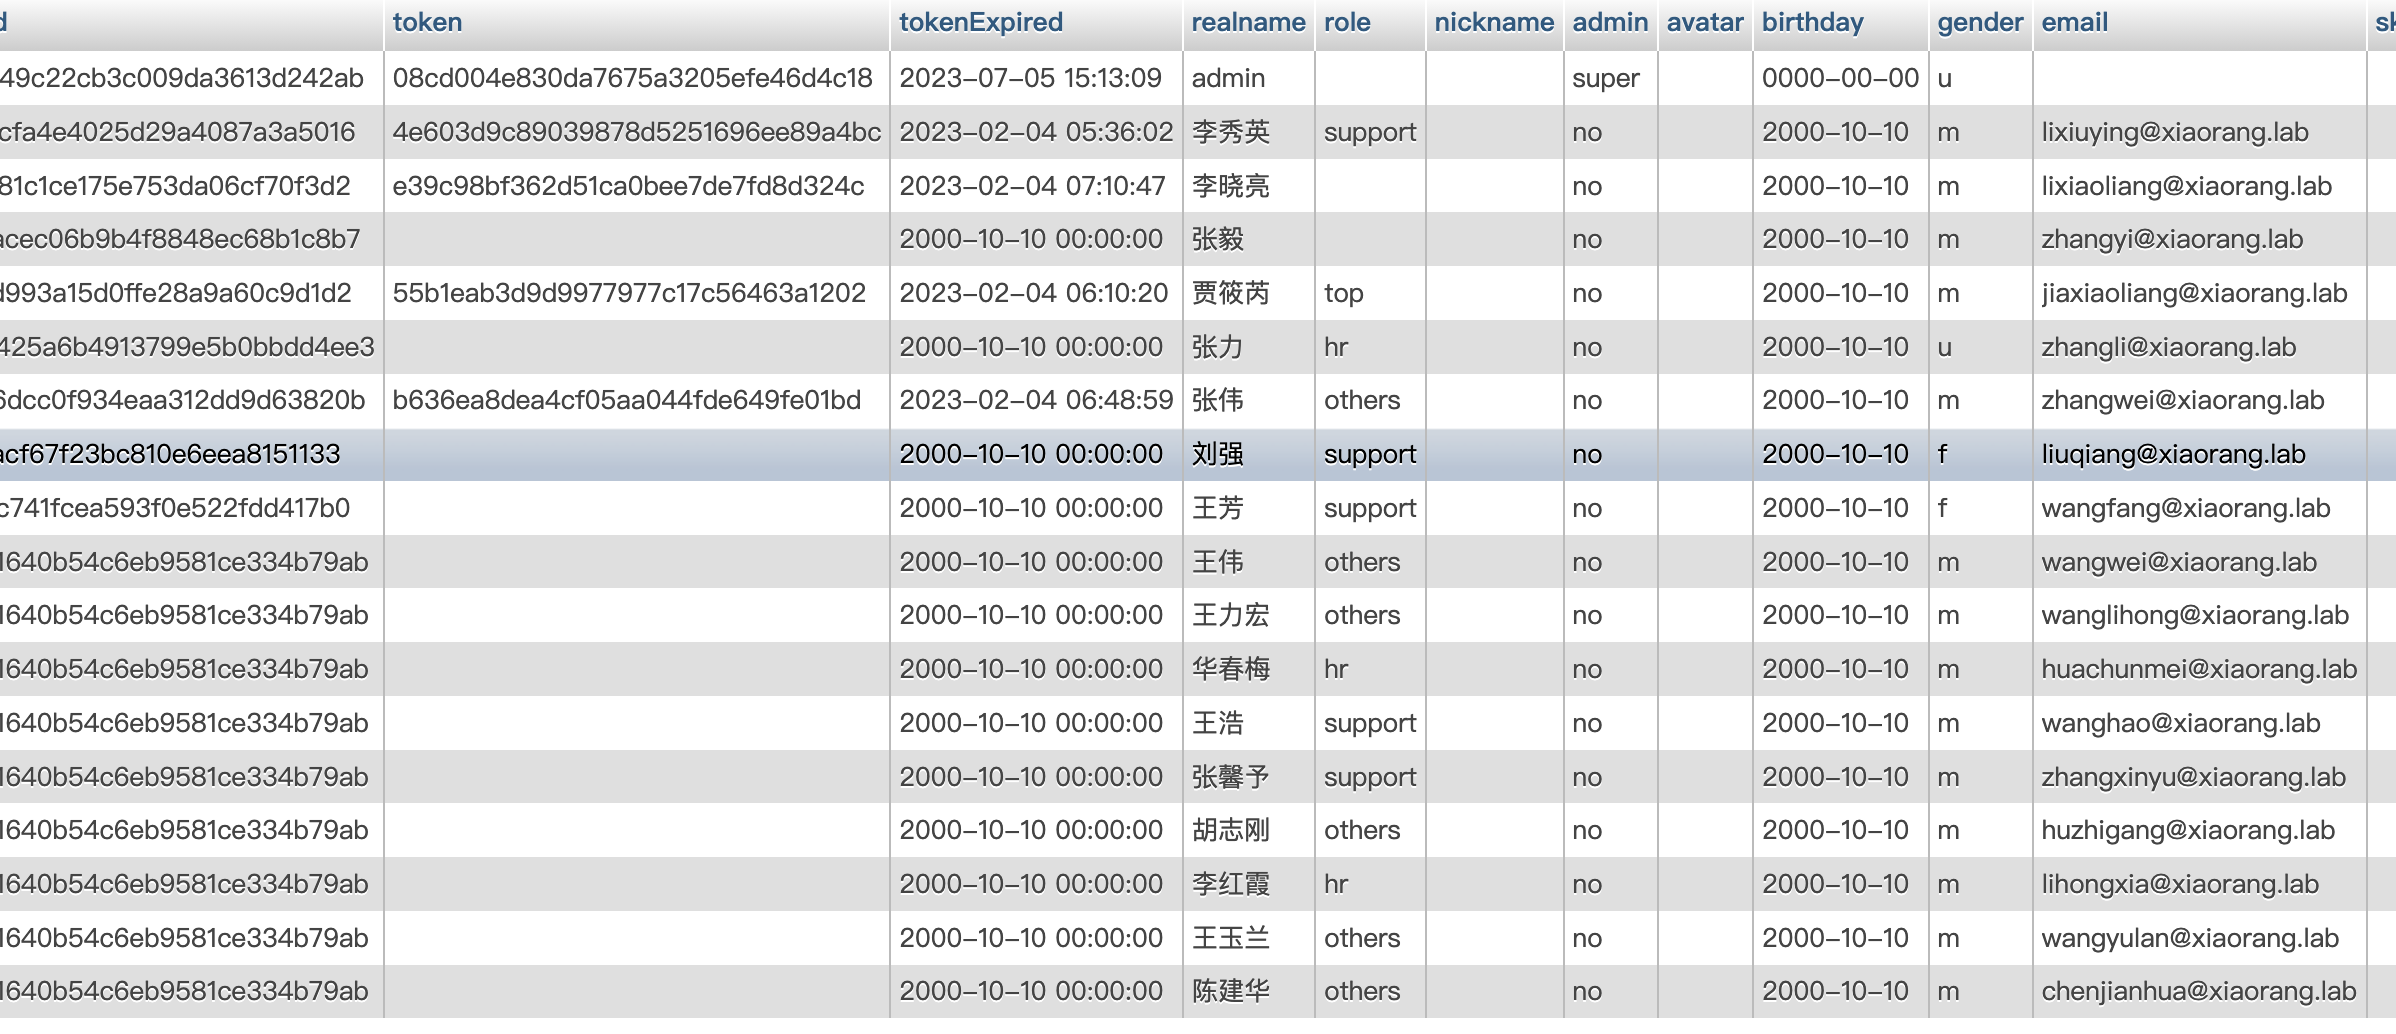 d token tokenExpired realname role nickname admin avatar birthday gender email sk
49c22cb3c009da3613d242ab 08cd004e830da7675a3205efe46d4c18 2023-07-05 15:13:09 admin super 0000-00-00 u
cfa4e4025d29a4087a3a5016 4e603d9c89039878d5251696ee89a4bc 2023-02-04 05:36:02 李秀英 support no 2000-10-10 m lixiuying@xiaorang.lab
81c1ce175e753da06cf70f3d2 e39c98bf362d51ca0bee7de7fd8d324c 2023-02-04 07:10:47 李晓亮 no 2000-10-10 m lixiaoliang@xiaorang.lab
acec06b9b4f8848ec68b1c8b7 2000-10-10 00:00:00 张毅 no 2000-10-10 m zhangyi@xiaorang.lab
d993a15d0ffe28a9a60c9d1d2 55b1eab3d9d9977977c17c56463a1202 2023-02-04 06:10:20 贾筱芮 top no 2000-10-10 m jiaxiaoliang@xiaorang.lab
425a6b4913799e5b0bbdd4ee3 2000-10-10 00:00:00 张力 hr no 2000-10-10 u zhangli@xiaorang.lab
6dcc0f934eaa312dd9d63820b b636ea8dea4cf05aa044fde649fe01bd 2023-02-04 06:48:59 张伟 others no 2000-10-10 m zhangwei@xiaorang.lab
acf67f23bc810e6eea8151133 2000-10-10 00:00:00 刘强 support no 2000-10-10 f liuqiang@xiaorang.lab
c741fcea593f0e522fdd417b0 2000-10-10 00:00:00 王芳 support no 2000-10-10 f wangfang@xiaorang.lab
1640b54c6eb9581ce334b79ab 2000-10-10 00:00:00 王伟 others no 2000-10-10 m wangwei@xiaorang.lab
1640b54c6eb9581ce334b79ab 2000-10-10 00:00:00 王力宏 others no 2000-10-10 m wanglihong@xiaorang.lab
1640b54c6eb9581ce334b79ab 2000-10-10 00:00:00 华春梅 hr no 2000-10-10 m huachunmei@xiaorang.lab
1640b54c6eb9581ce334b79ab 2000-10-10 00:00:00 王浩 support no 2000-10-10 m wanghao@xiaorang.lab
1640b54c6eb9581ce334b79ab 2000-10-10 00:00:00 张馨予 support no 2000-10-10 m zhangxinyu@xiaorang.lab
1640b54c6eb9581ce334b79ab 2000-10-10 00:00:00 胡志刚 others no 2000-10-10 m huzhigang@xiaorang.lab
1640b54c6eb9581ce334b79ab 2000-10-10 00:00:00 李红霞 hr no 2000-10-10 m lihongxia@xiaorang.lab
1640b54c6eb9581ce334b79ab 2000-10-10 00:00:00 王玉兰 others no 2000-10-10 m wangyulan@xiaorang.lab
1640b54c6eb9581ce334b79ab 2000-10-10 00:00:00 陈建华 others no 2000-10-10 m chenjianhua@xiaorang.lab